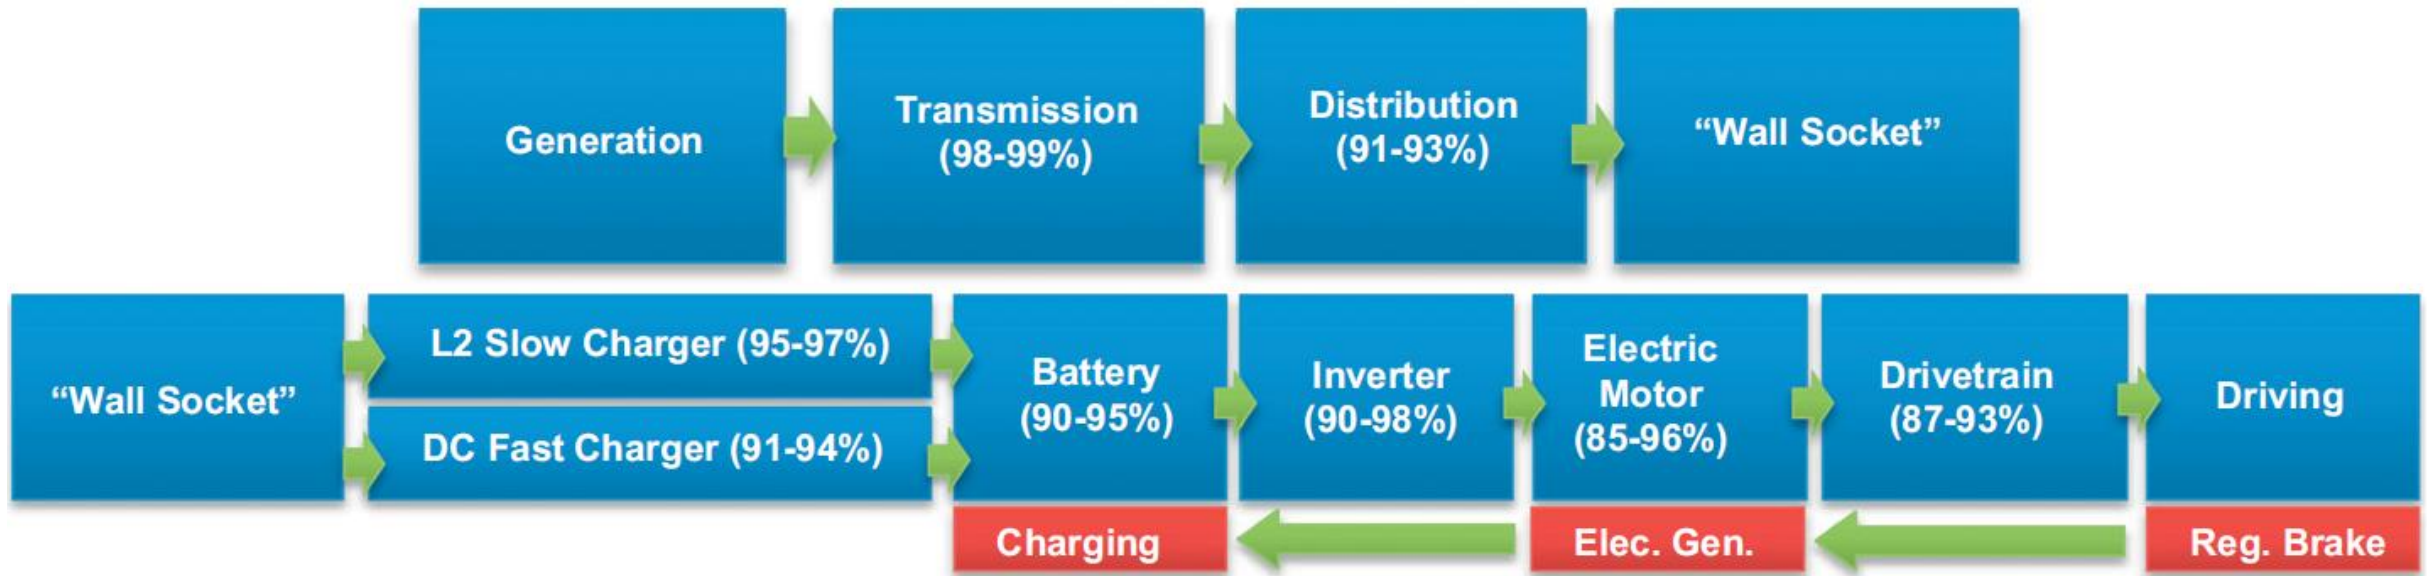 Generation
Transmission
(98-99%)
Distribution
(91-93%)
“Wall Socket”
“Wall Socket”
L2 Slow Charger (95-97%)
DC Fast Charger (91-94%)
Battery
(90-95%)
Inverter
(90-98%)
Electric
Motor
(85-96%)
Drivetrain
(87-93%)
Driving
Charging
Elec. Gen.
Reg. Brake